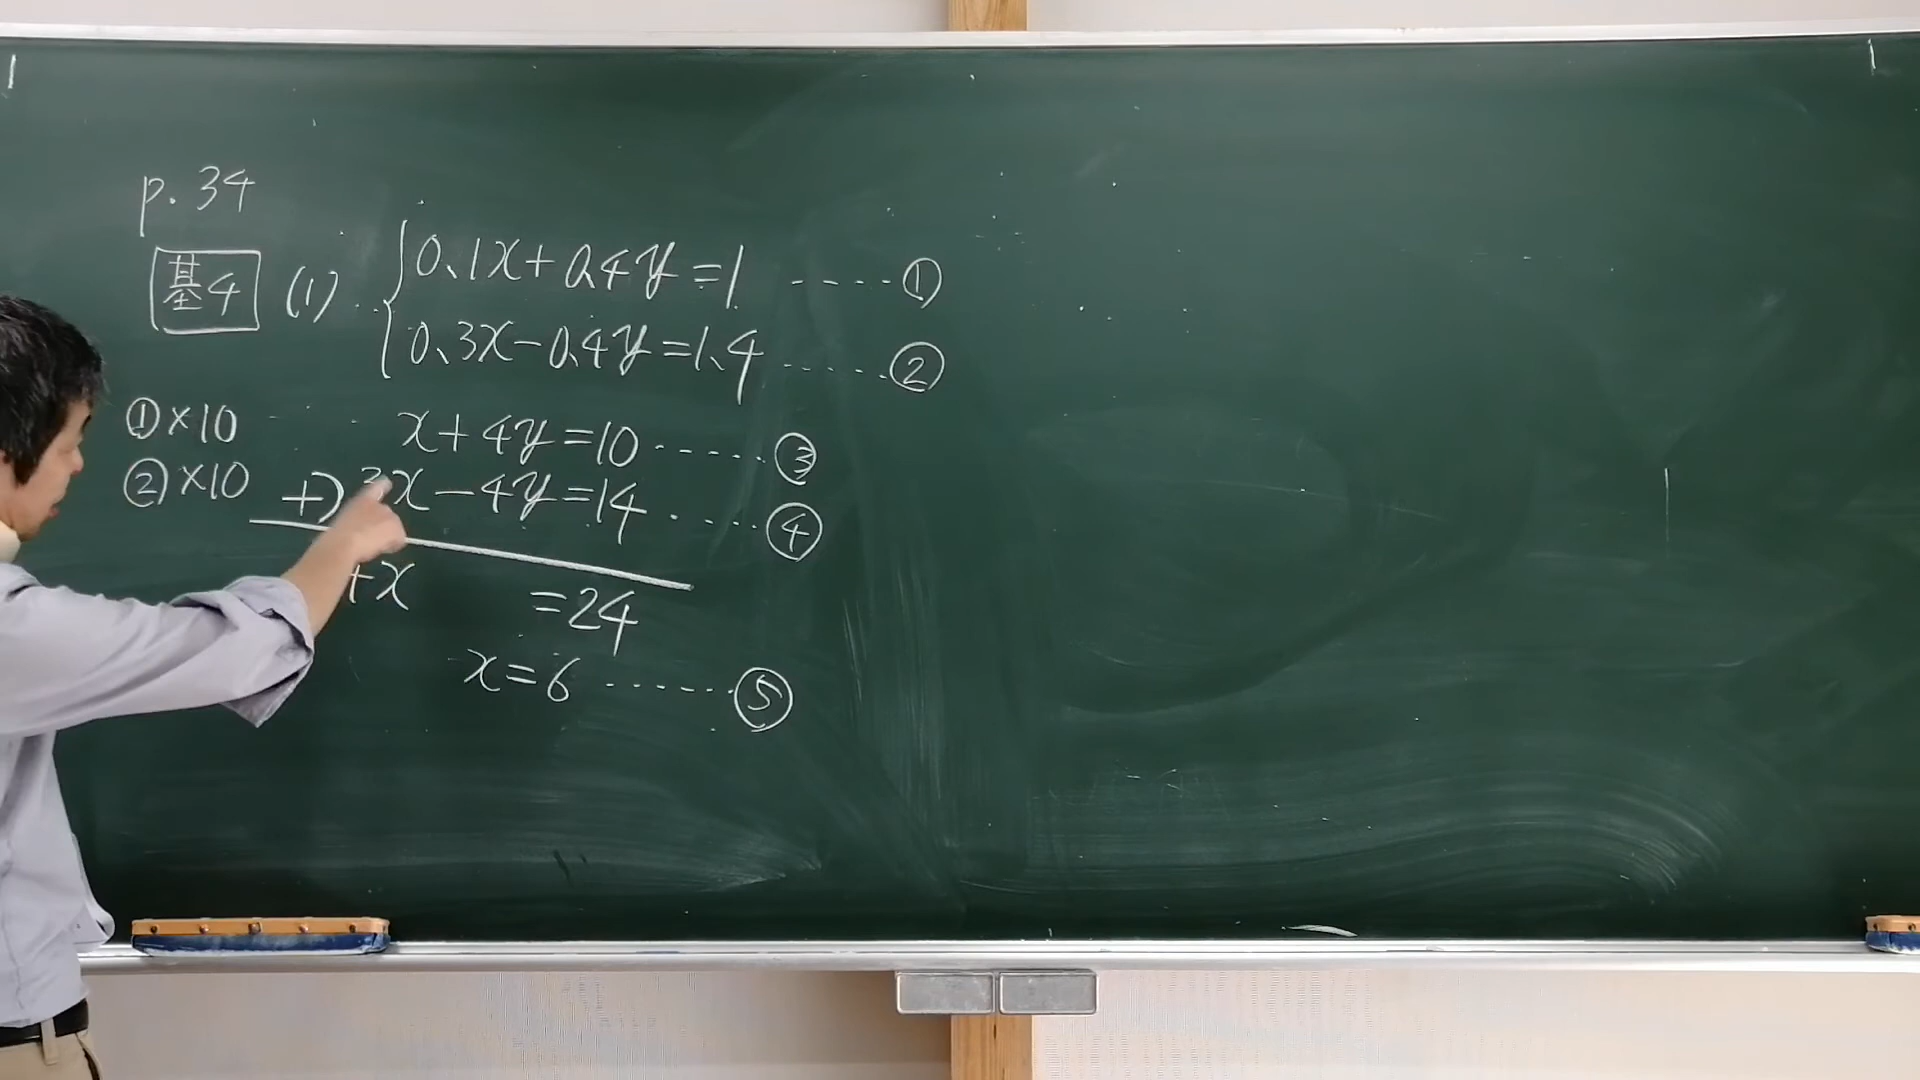 p. 34
基4 (1) 0.1x+0.4y=1 ‥‥‥①
0.3x−0.4y=1.4 ‥‥‥②
①×10 x+4y=10 ‥‥‥③
②×10 +) 3x−4y=14 ‥‥‥④
4x =24
x=6 ‥‥‥⑤